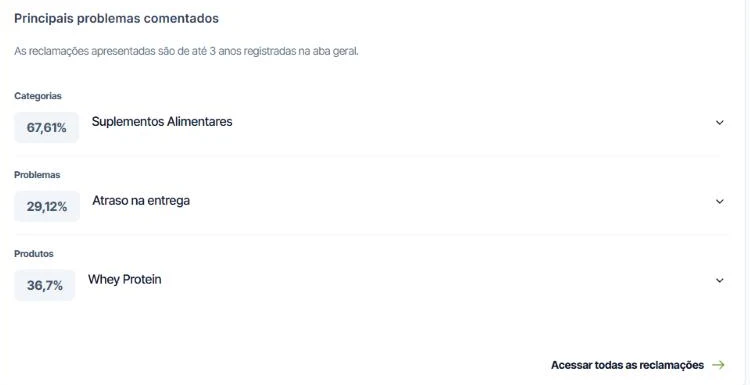 Principais problemas comentados
As reclamações apresentadas são de até 3 anos registradas na aba geral.
Categorias
67,61% Suplementos Alimentares
Problemas
29,12% Atraso na entrega
Produtos
36,7% Whey Protein
Acessar todas as reclamações